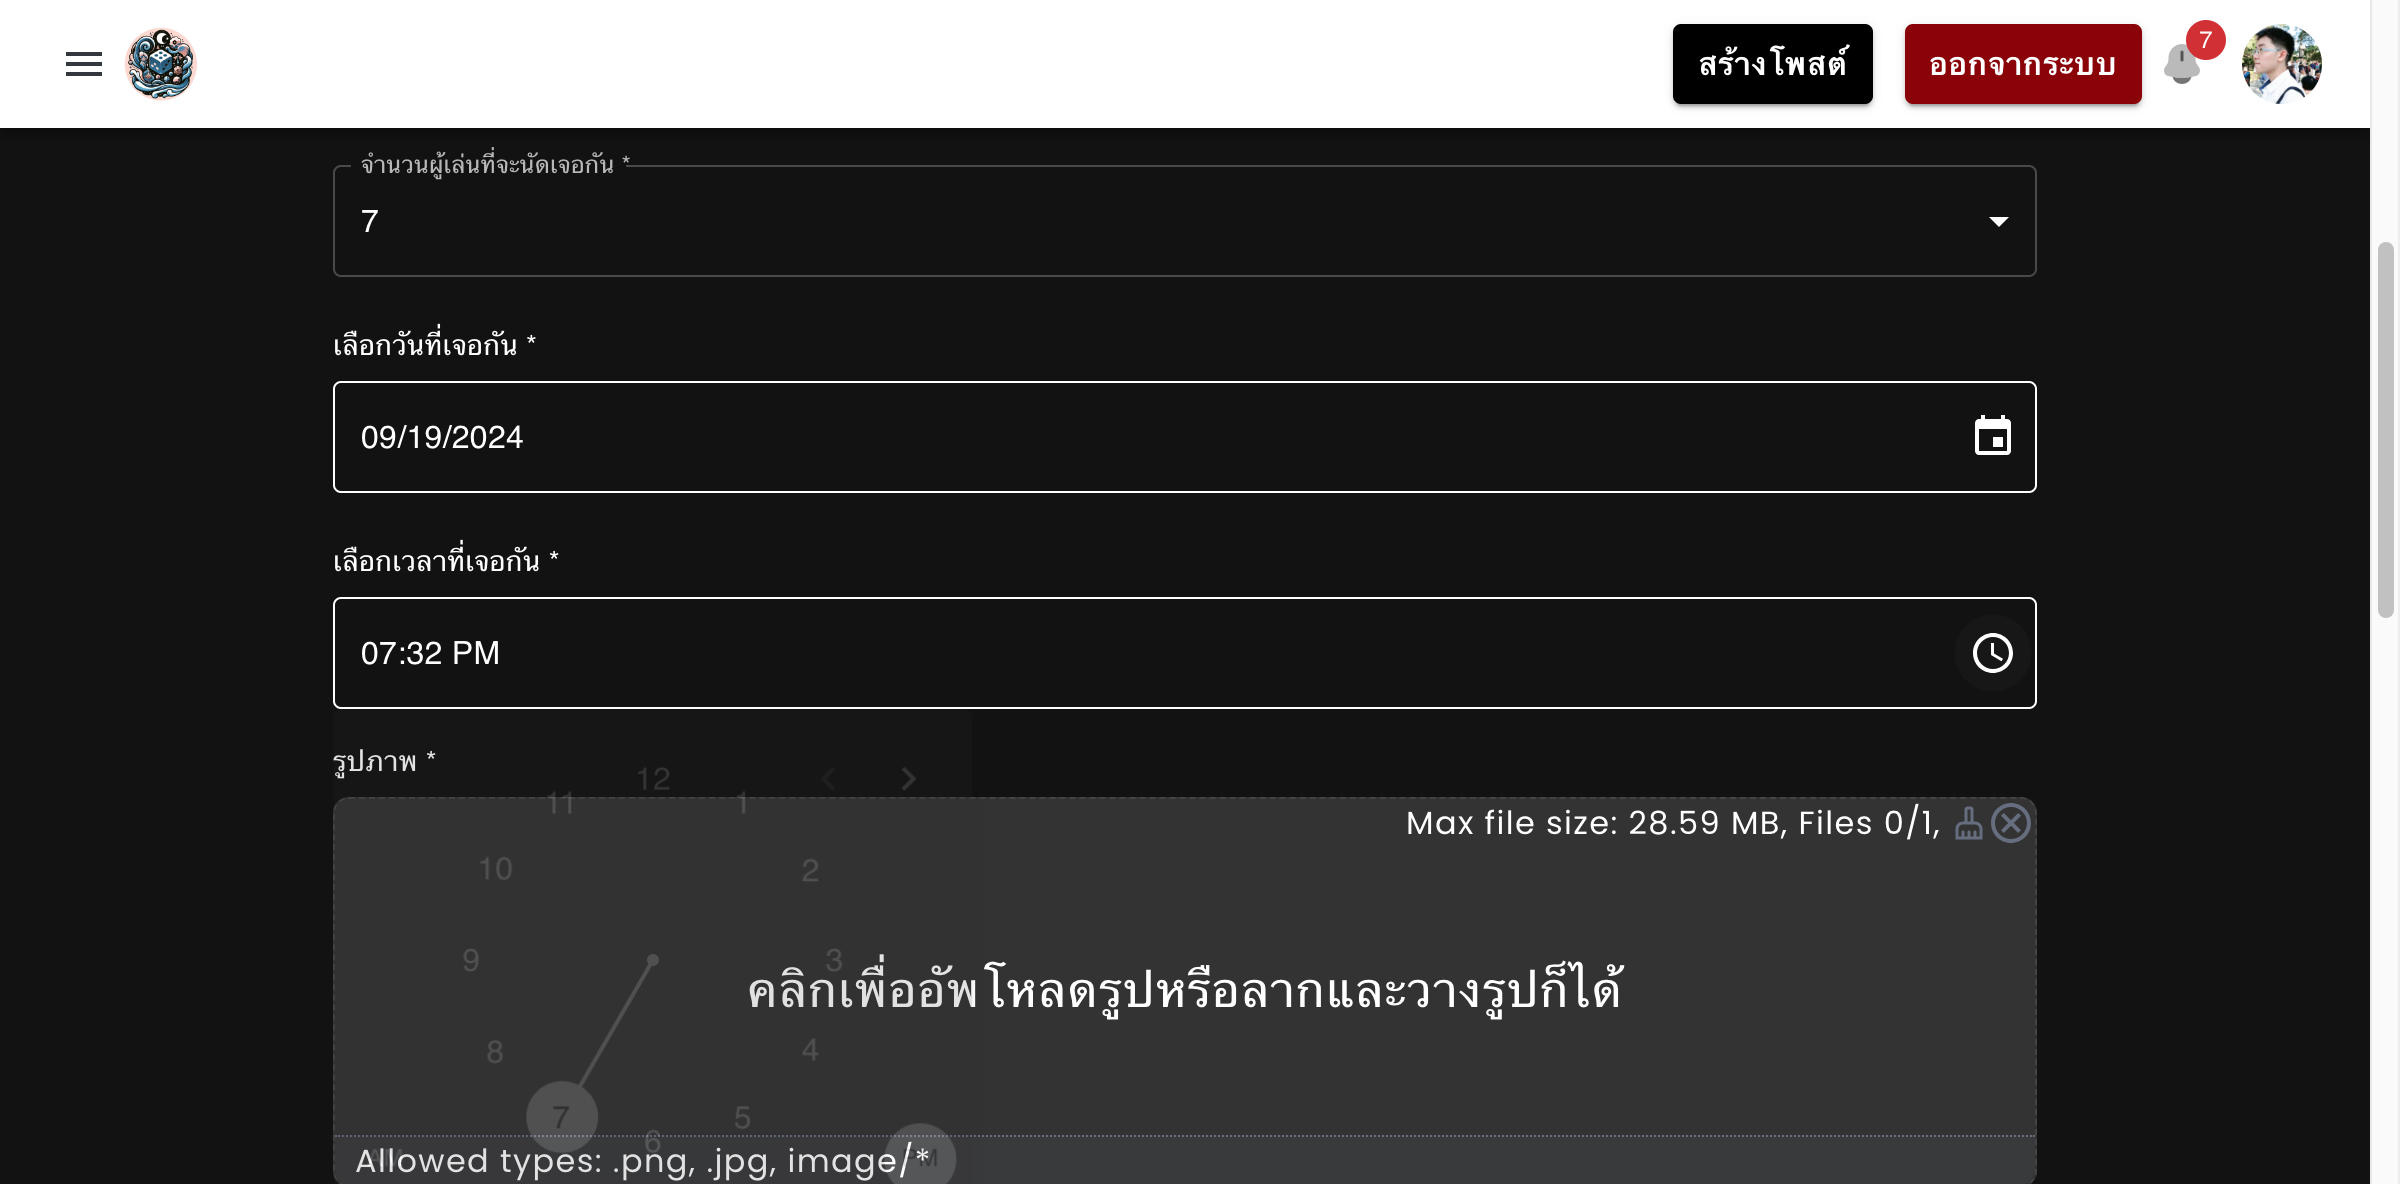 สร้างโพสต์
ออกจากระบบ
7
จำนวนผู้เล่นที่จะนัดเจอกัน *
7
เลือกวันที่เจอกัน *
09/19/2024
เลือกเวลาที่เจอกัน *
07:32 PM
รูปภาพ *
12
11
1
Max file size: 28.59 MB, Files 0/1,
10
2
9
3
คลิกเพื่ออัพโหลดรูปหรือลากและวางรูปก็ได้
8
4
7
5
6
AM
PM
Allowed types: .png, .jpg, image/*